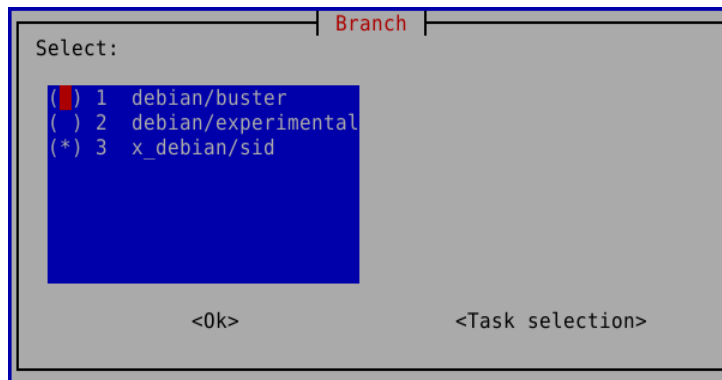 Branch
Select:
( ) 1 debian/buster
( ) 2 debian/experimental
(*) 3 x_debian/sid
<Ok> <Task selection>